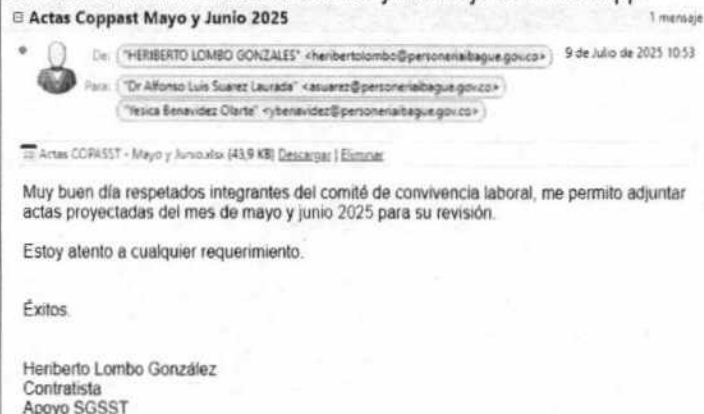 Actas Coppast Mayo y Junio 2025
1 mensaje
De: "HERIBERTO LOMBO GONZALES" <heribertolombo@personeriaibague.gov.co>
9 de Julio de 2025 10:53
Para: "Dr Alfonso Luis Suarez Laurada" <asuarez@personeriaibague.gov.co>
"Yesica Benavidez Olarte" <ybenavidez@personeriaibague.gov.co>
Actas COPASST - Mayo y Junio.xlsx (43,9 KB) Descargar | Eliminar
Muy buen día respetados integrantes del comité de convivencia laboral, me permito adjuntar
actas proyectadas del mes de mayo y junio 2025 para su revisión.
Estoy atento a cualquier requerimiento.
Éxitos.
Heriberto Lombo González
Contratista
Apoyo SGSST